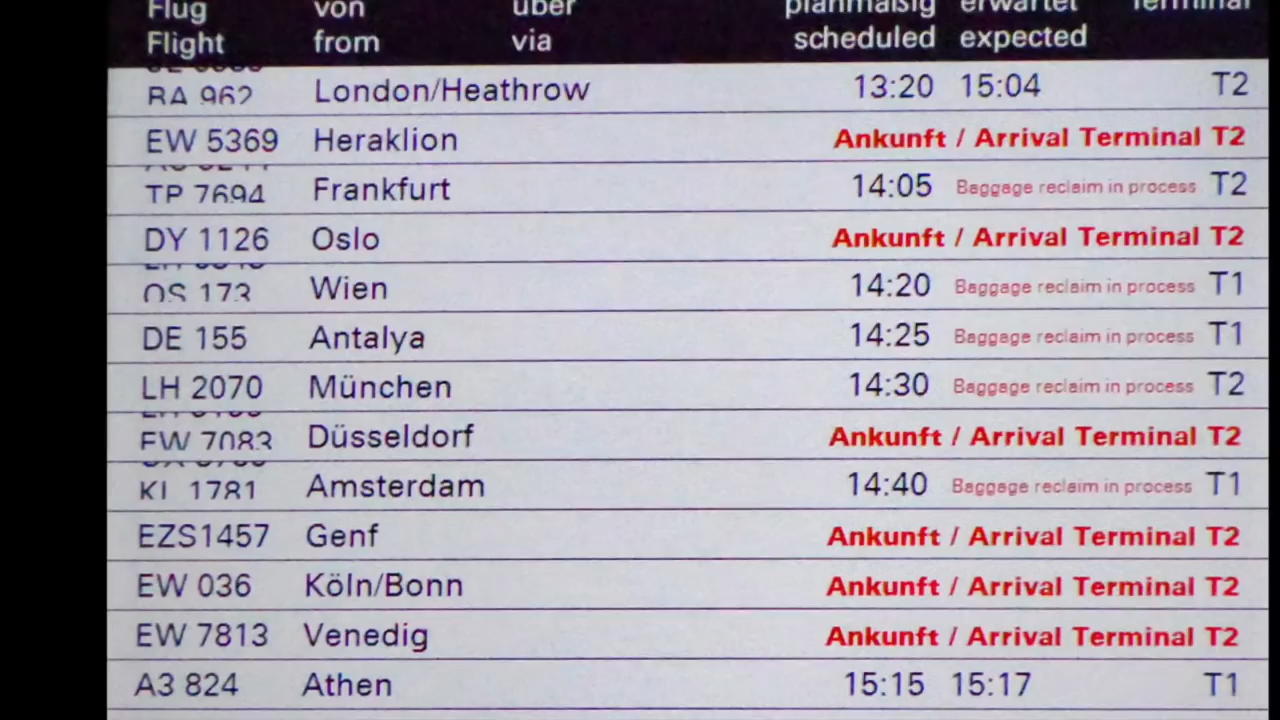 Flug von über planmäßig erwartet Terminal
Flight from via scheduled expected
London/Heathrow 13:20 15:04 T2
EW 5369 Heraklion Ankunft / Arrival Terminal T2
TP 7694 Frankfurt 14:05 Baggage reclaim in process T2
DY 1126 Oslo Ankunft / Arrival Terminal T2
OS 173 Wien 14:20 Baggage reclaim in process T1
DE 155 Antalya 14:25 Baggage reclaim in process T1
LH 2070 München 14:30 Baggage reclaim in process T2
EW 7083 Düsseldorf Ankunft / Arrival Terminal T2
KL 1781 Amsterdam 14:40 Baggage reclaim in process T1
EZS1457 Genf Ankunft / Arrival Terminal T2
EW 036 Köln/Bonn Ankunft / Arrival Terminal T2
EW 7813 Venedig Ankunft / Arrival Terminal T2
A3 824 Athen 15:15 15:17 T1